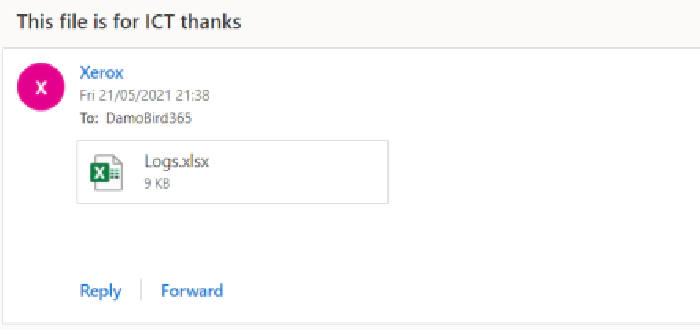 This file is for ICT thanks
X
Xerox
Fri 21/05/2021 21:38
To: DamoBird365
Logs.xlsx
X
9 KB
Reply
Forward